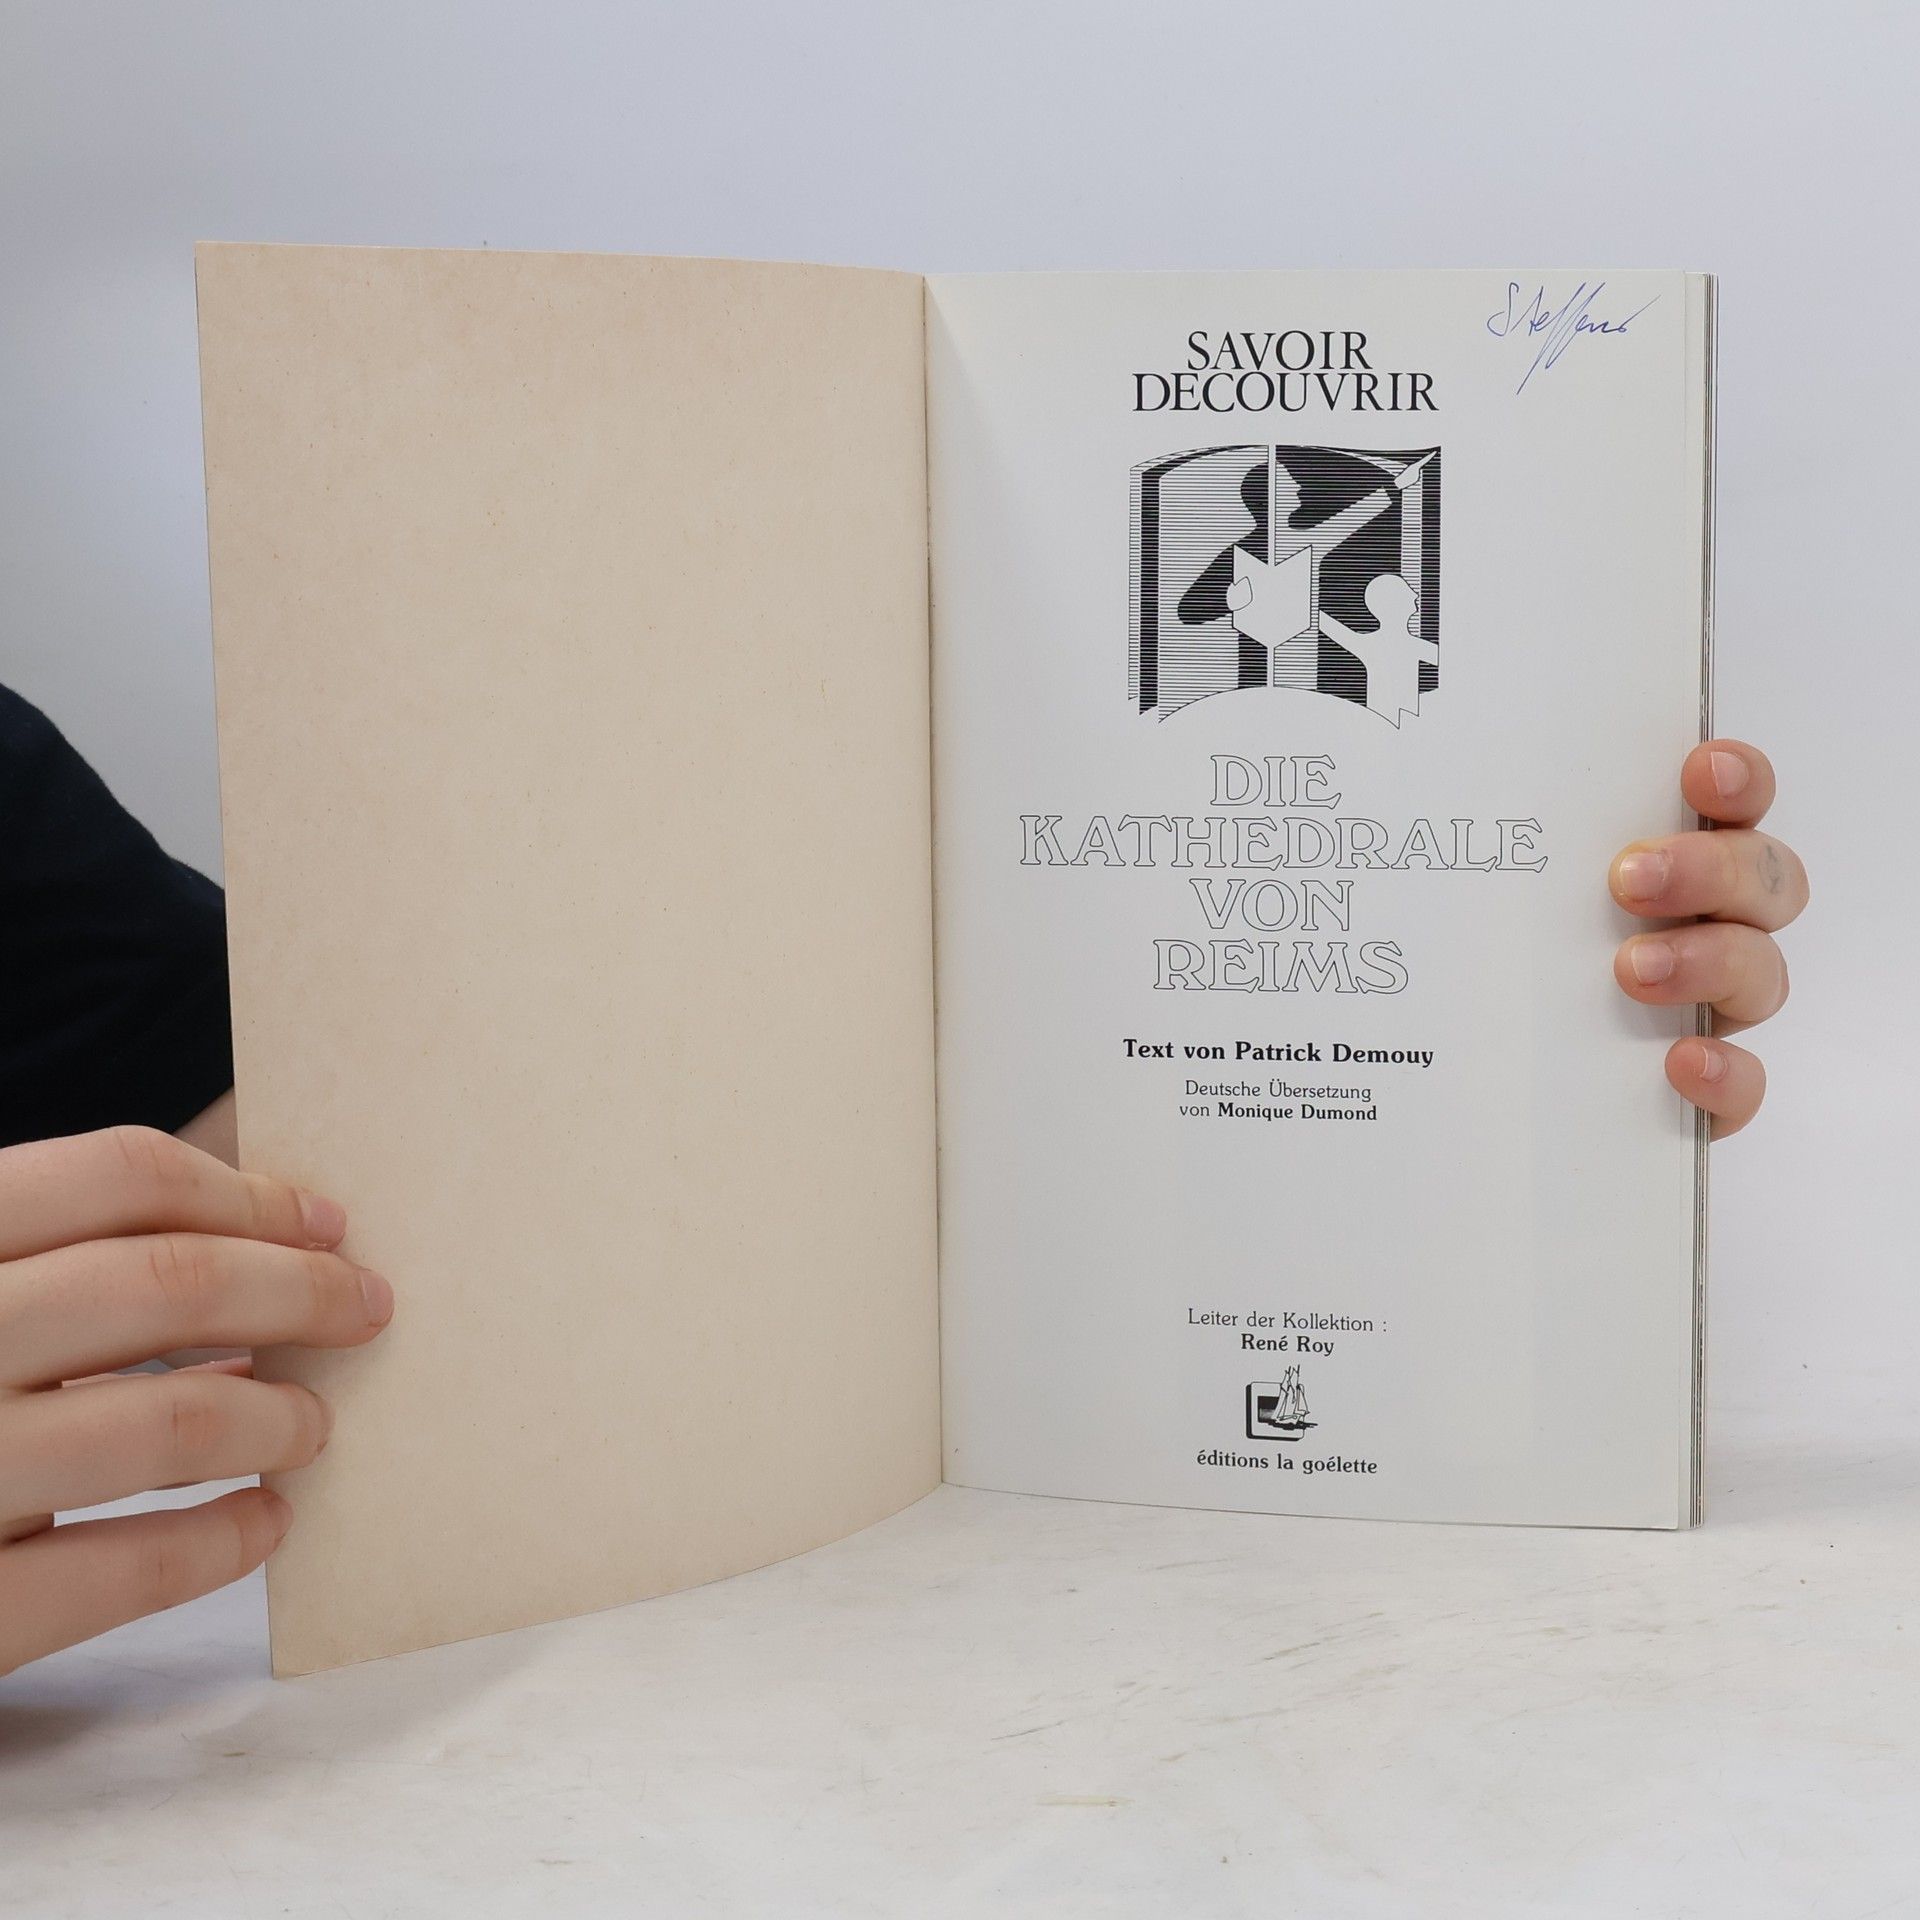 Steffens
SAVOIR
DECOUVRIR
DIE
KATHEDRALE
VON
REIMS
Text von Patrick Demouy
Deutsche Übersetzung
von Monique Dumond
Leiter der Kollektion :
René Roy
éditions la goélette